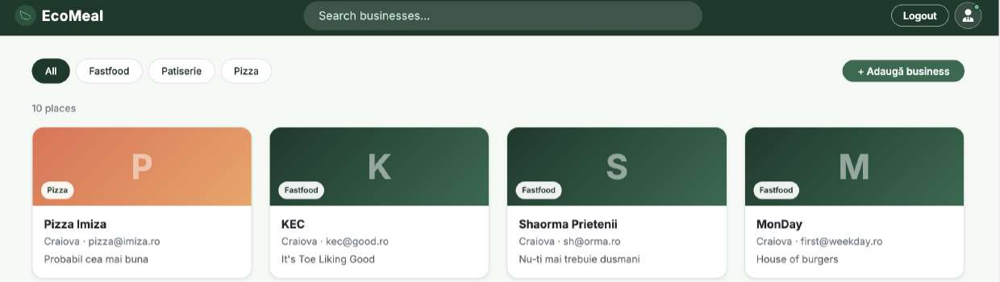 EcoMeal
Search businesses...
Logout
All
Fastfood
Patiserie
Pizza
+ Adaugă business
10 places
P
Pizza
Pizza Imiza
Craiova · pizza@imiza.ro
Probabil cea mai buna
K
Fastfood
KEC
Craiova · kec@good.ro
It's Toe Liking Good
S
Fastfood
Shaorma Prietenii
Craiova · sh@orma.ro
Nu-ti mai trebuie dusmani
M
Fastfood
MonDay
Craiova · first@weekday.ro
House of burgers